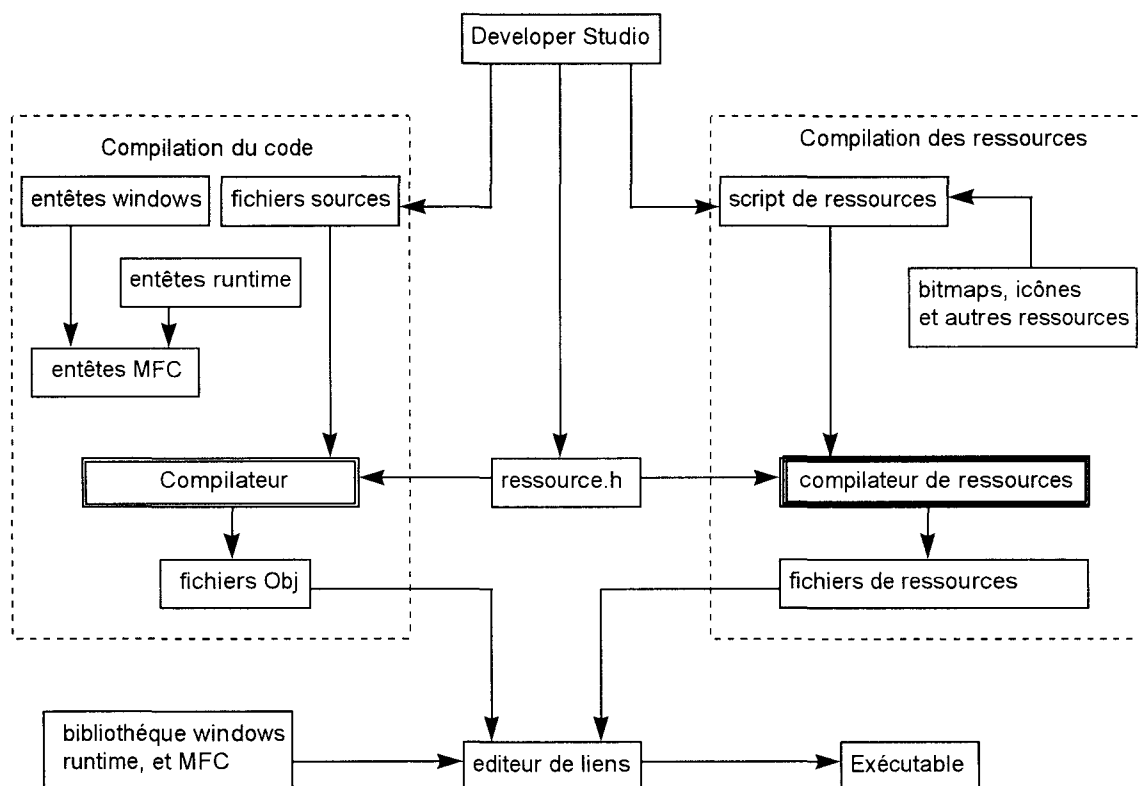 Developer Studio
Compilation du code
Compilation des ressources
entêtes windows
fichiers sources
script de ressources
entêtes runtime
bitmaps, icônes
et autres ressources
entêtes MFC
Compilateur
ressource.h
compilateur de ressources
fichiers Obj
fichiers de ressources
bibliothéque windows
runtime, et MFC
editeur de liens
Exécutable